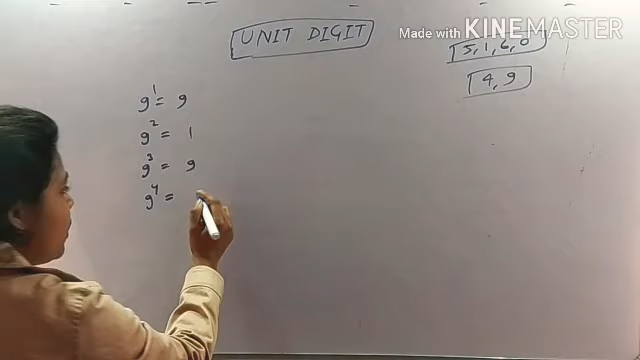 Made with KINEMASTER
UNIT DIGIT
5, 1, 6, 0
4, 9
9¹ = 9
9² = 1
9³ = 9
9⁴ =